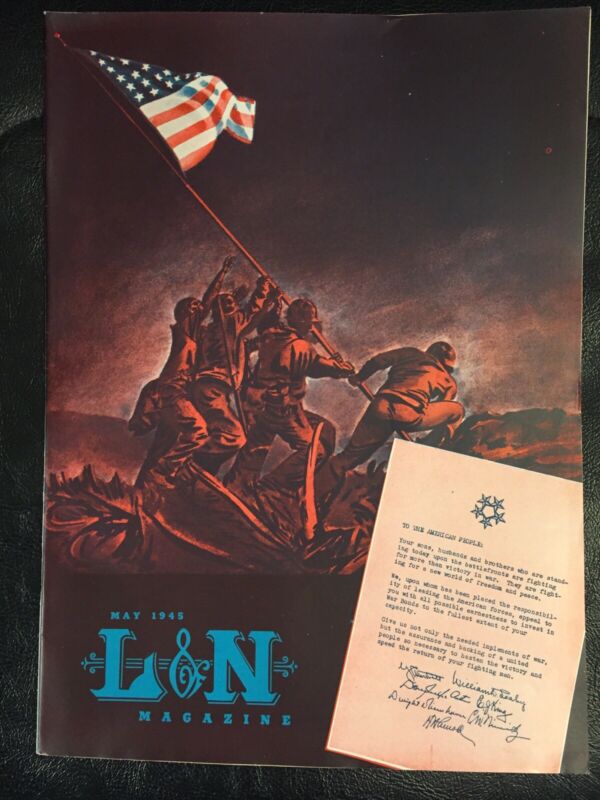 MAY 1945
L&N
MAGAZINE
TO THE AMERICAN PEOPLE:
Your sons, husbands and brothers who are stand-
ing today upon the battlefronts are fighting
for more than victory in war. They are fight-
ing for a new world of freedom and peace.
We, upon whom has been placed the responsibil-
ity of leading the American forces, appeal to
you with all possible earnestness to invest in
War Bonds to the fullest extent of your
capacity.
Give us not only the needed implements of war,
but the assurance and backing of a united
people so necessary to hasten the victory and
speed the return of your fighting men.
William D Leahy